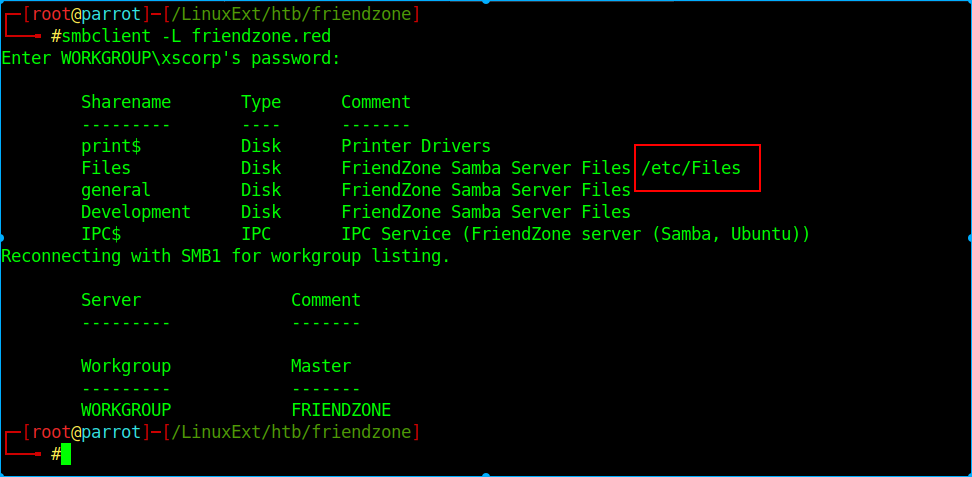 ┌─[root@parrot]─[/LinuxExt/htb/friendzone]
└──╼ #smbclient -L friendzone.red
Enter WORKGROUP\xscorp's password:
Sharename Type Comment
--------- ---- -------
print$ Disk Printer Drivers
Files Disk FriendZone Samba Server Files /etc/Files
general Disk FriendZone Samba Server Files
Development Disk FriendZone Samba Server Files
IPC$ IPC IPC Service (FriendZone server (Samba, Ubuntu))
Reconnecting with SMB1 for workgroup listing.
Server Comment
--------- -------
Workgroup Master
--------- -------
WORKGROUP FRIENDZONE
┌─[root@parrot]─[/LinuxExt/htb/friendzone]
└──╼ #